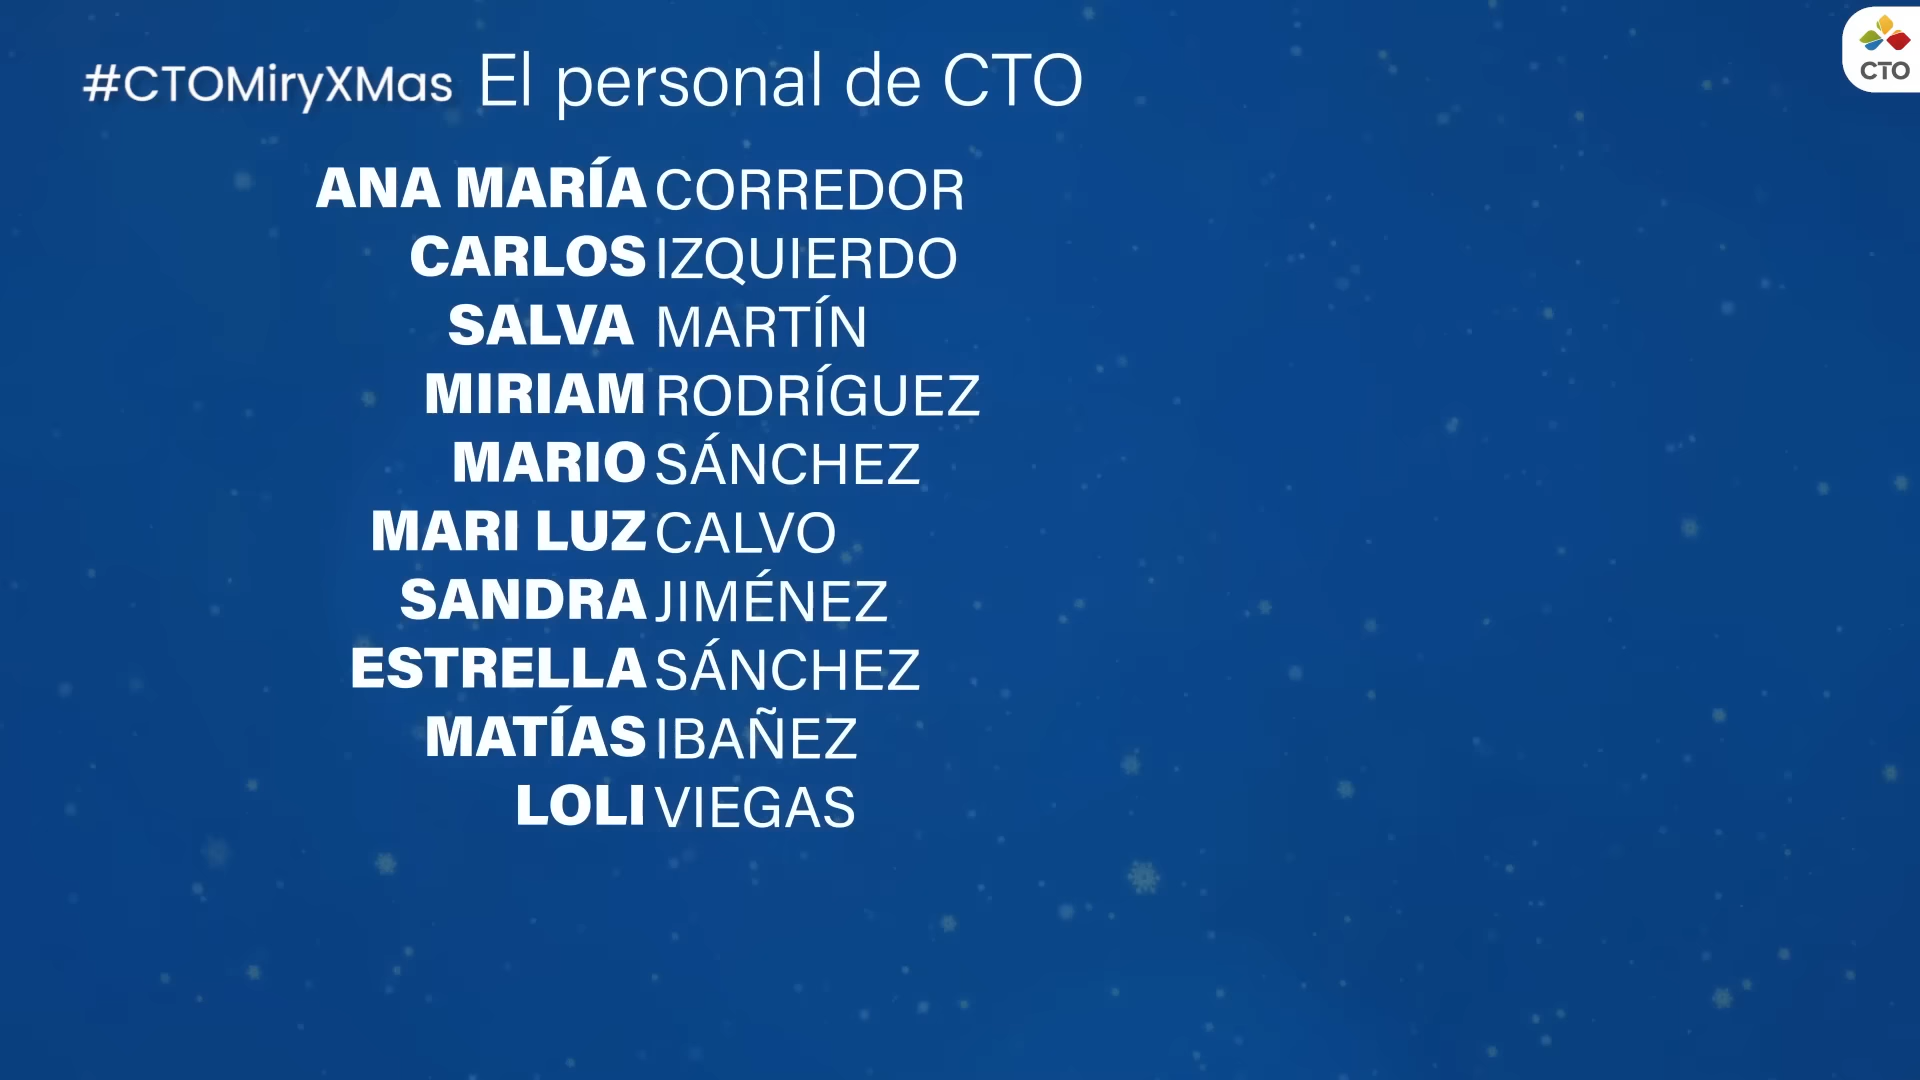 #CTOMiryXMas El personal de CTO
CTO
ANA MARÍA CORREDOR
CARLOS IZQUIERDO
SALVA MARTÍN
MIRIAM RODRÍGUEZ
MARIO SÁNCHEZ
MARI LUZ CALVO
SANDRA JIMÉNEZ
ESTRELLA SÁNCHEZ
MATÍAS IBAÑEZ
LOLI VIEGAS